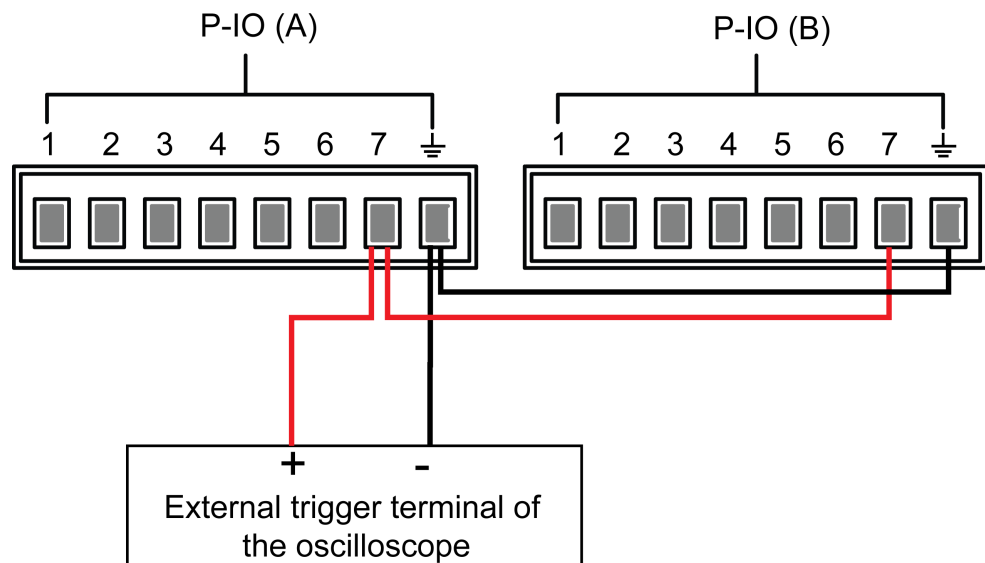 P-IO (A) P-IO (B)
1 2 3 4 5 6 7 1 2 3 4 5 6 7
+ -
External trigger terminal of
the oscilloscope